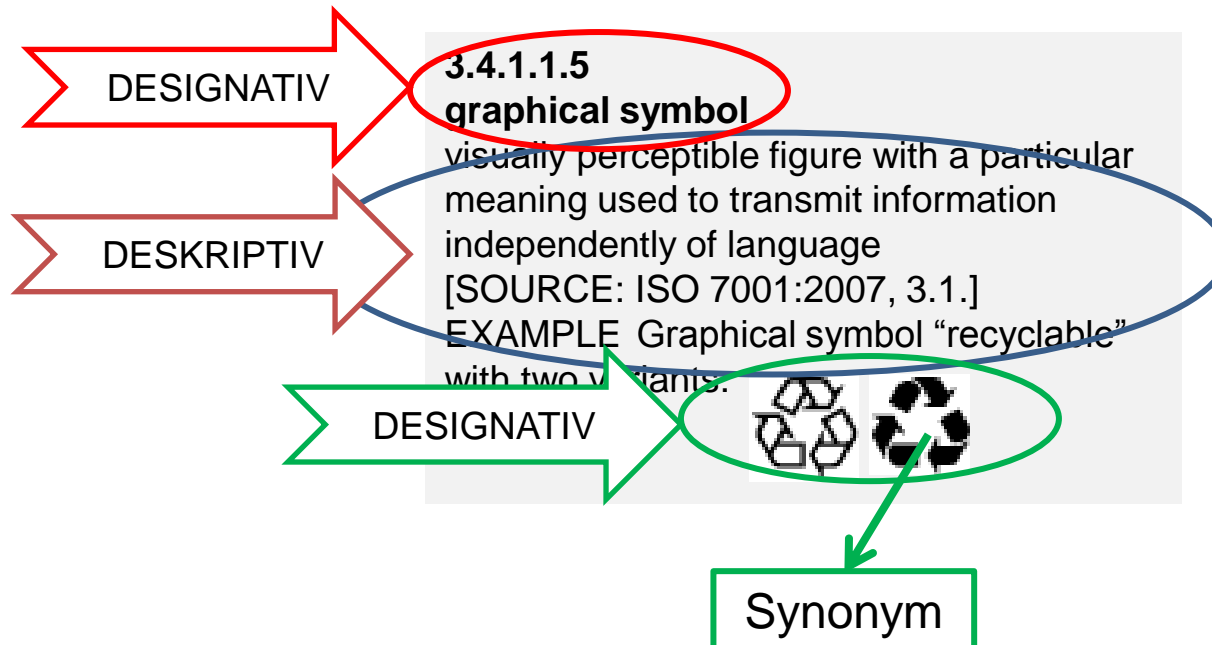 DESIGNATIV
3.4.1.1.5
graphical symbol
visually perceptible figure with a particular
meaning used to transmit information
independently of language
[SOURCE: ISO 7001:2007, 3.1.]
DESKRIPTIV
EXAMPLE Graphical symbol “recyclable”
with two variants:
DESIGNATIV
Synonym